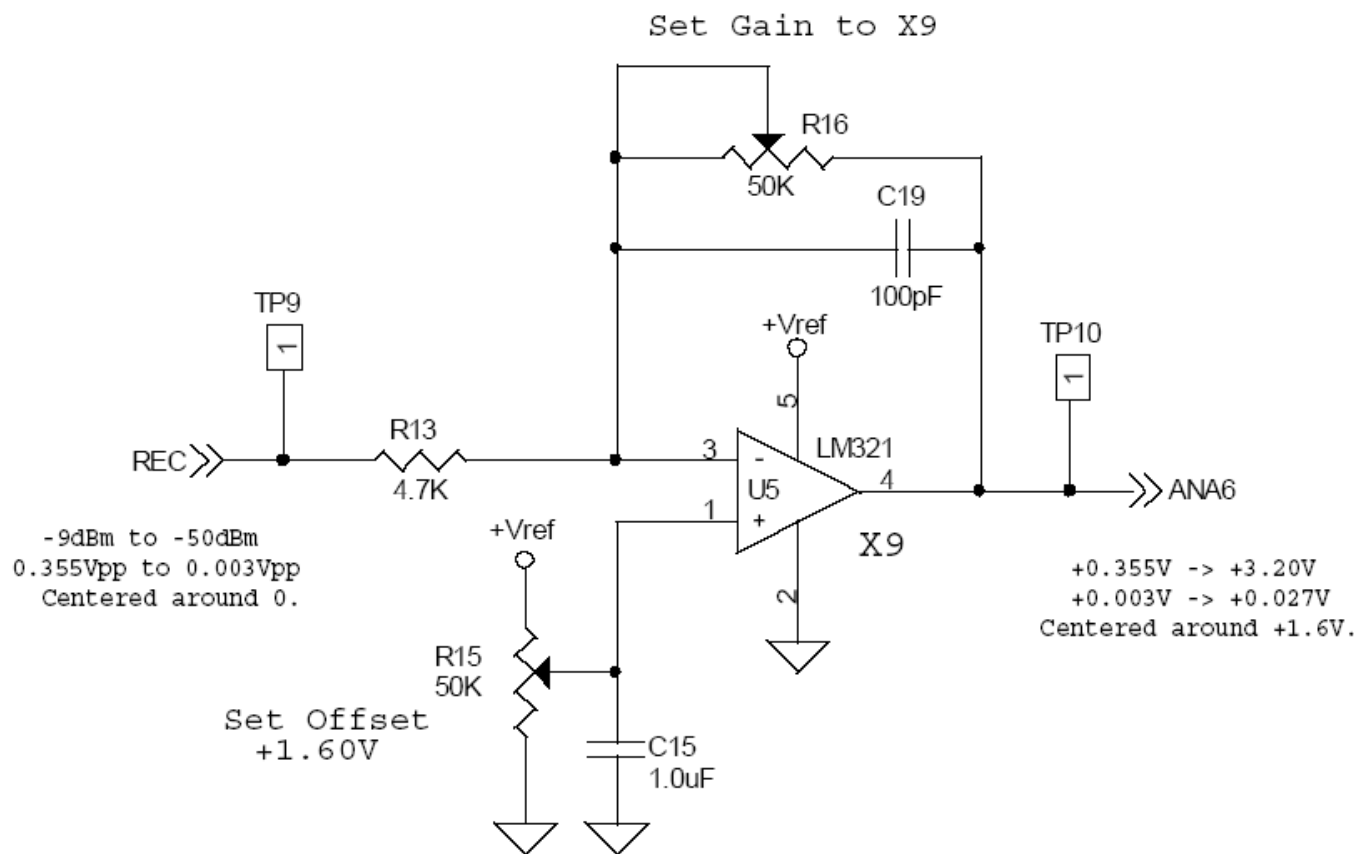 Set Gain to X9
R16
50K
C19
100pF
TP9
1
+Vref
TP10
1
5
R13
LM321
REC
3
-
4
ANA6
4.7K
U5
1
+
+Vref
X9
-9dBm to -50dBm
0.355Vpp to 0.003Vpp
Centered around 0.
2
+0.355V -> +3.20V
+0.003V -> +0.027V
Centered around +1.6V.
R15
50K
Set Offset
+1.60V
C15
1.0uF